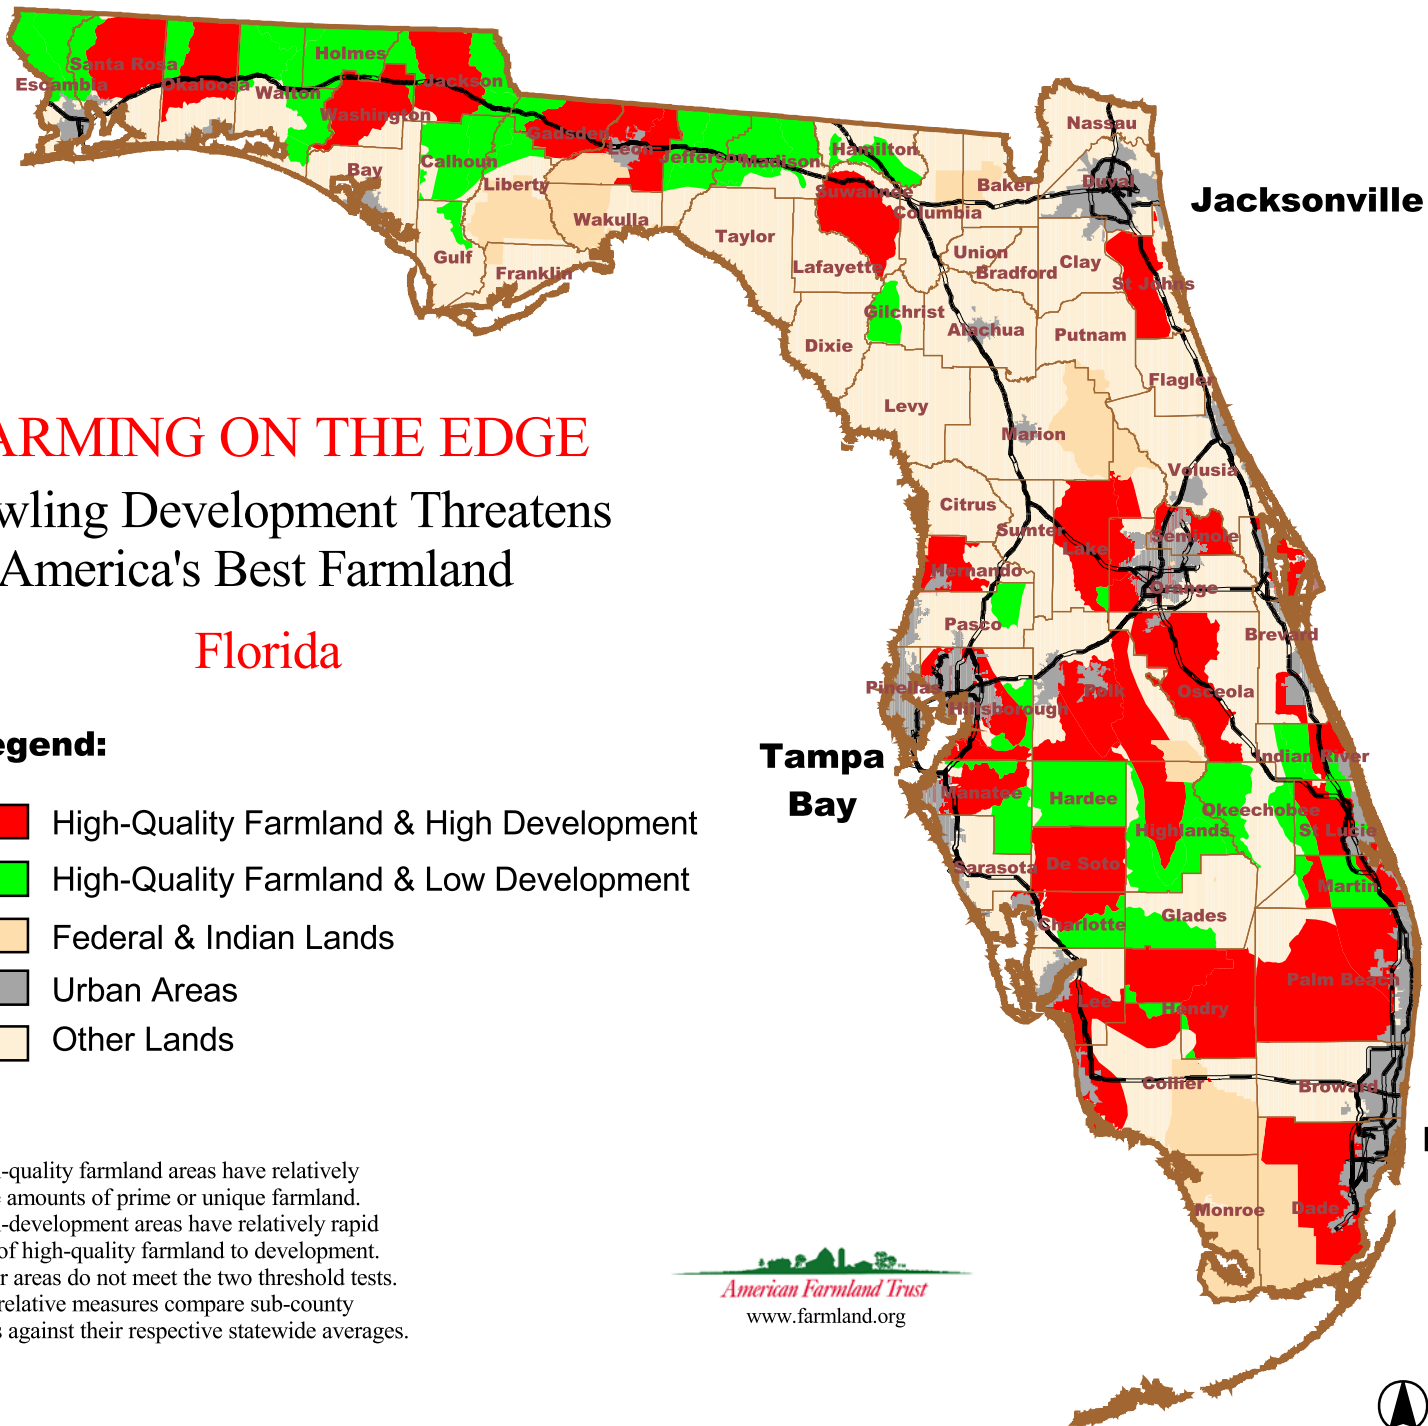 ARMING ON THE EDGE
wling Development Threatens
America's Best Farmland
Florida
egend:
High-Quality Farmland & High Development
High-Quality Farmland & Low Development
Federal & Indian Lands
Urban Areas
Other Lands
-quality farmland areas have relatively
e amounts of prime or unique farmland.
-development areas have relatively rapid
of high-quality farmland to development.
r areas do not meet the two threshold tests.
relative measures compare sub-county
s against their respective statewide averages.
American Farmland Trust
www.farmland.org
Jacksonville
Tampa
Bay
Escambia
Santa Rosa
Okaloosa
Walton
Holmes
Washington
Jackson
Bay
Calhoun
Gulf
Liberty
Franklin
Gadsden
Leon
Wakulla
Jefferson
Madison
Taylor
Hamilton
Suwannee
Lafayette
Columbia
Baker
Nassau
Duval
Union
Bradford
Clay
St Johns
Gilchrist
Dixie
Alachua
Putnam
Flagler
Levy
Marion
Volusia
Citrus
Sumter
Lake
Seminole
Hernando
Orange
Pasco
Brevard
Pinellas
Hillsborough
Polk
Osceola
Indian River
Manatee
Hardee
Highlands
Okeechobee
St Lucie
Sarasota
De Soto
Martin
Charlotte
Glades
Lee
Hendry
Palm Beach
Collier
Broward
Monroe
Dade